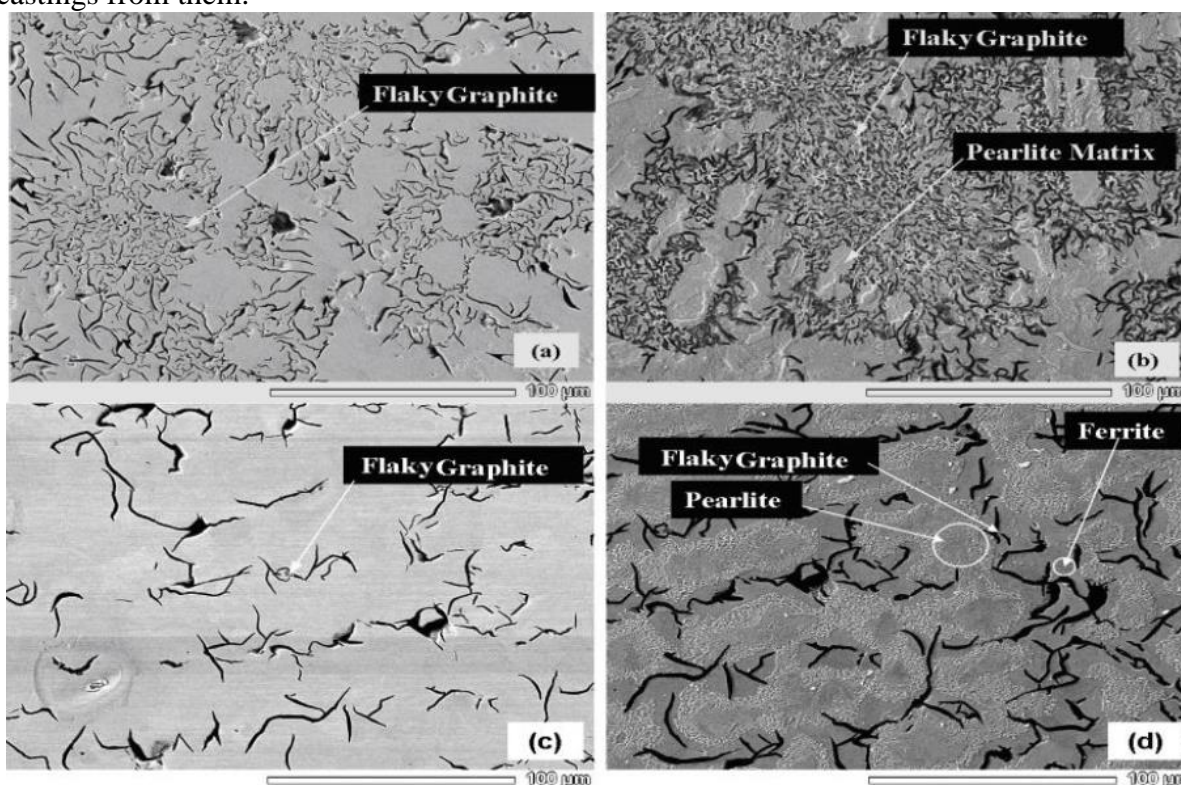 castings from them.
Flaky Graphite
(a)
100 µm
Flaky Graphite
Pearlite Matrix
(b)
100 µm
Flaky Graphite
(c)
100 µm
Ferrite
Flaky Graphite
Pearlite
(d)
100 µm